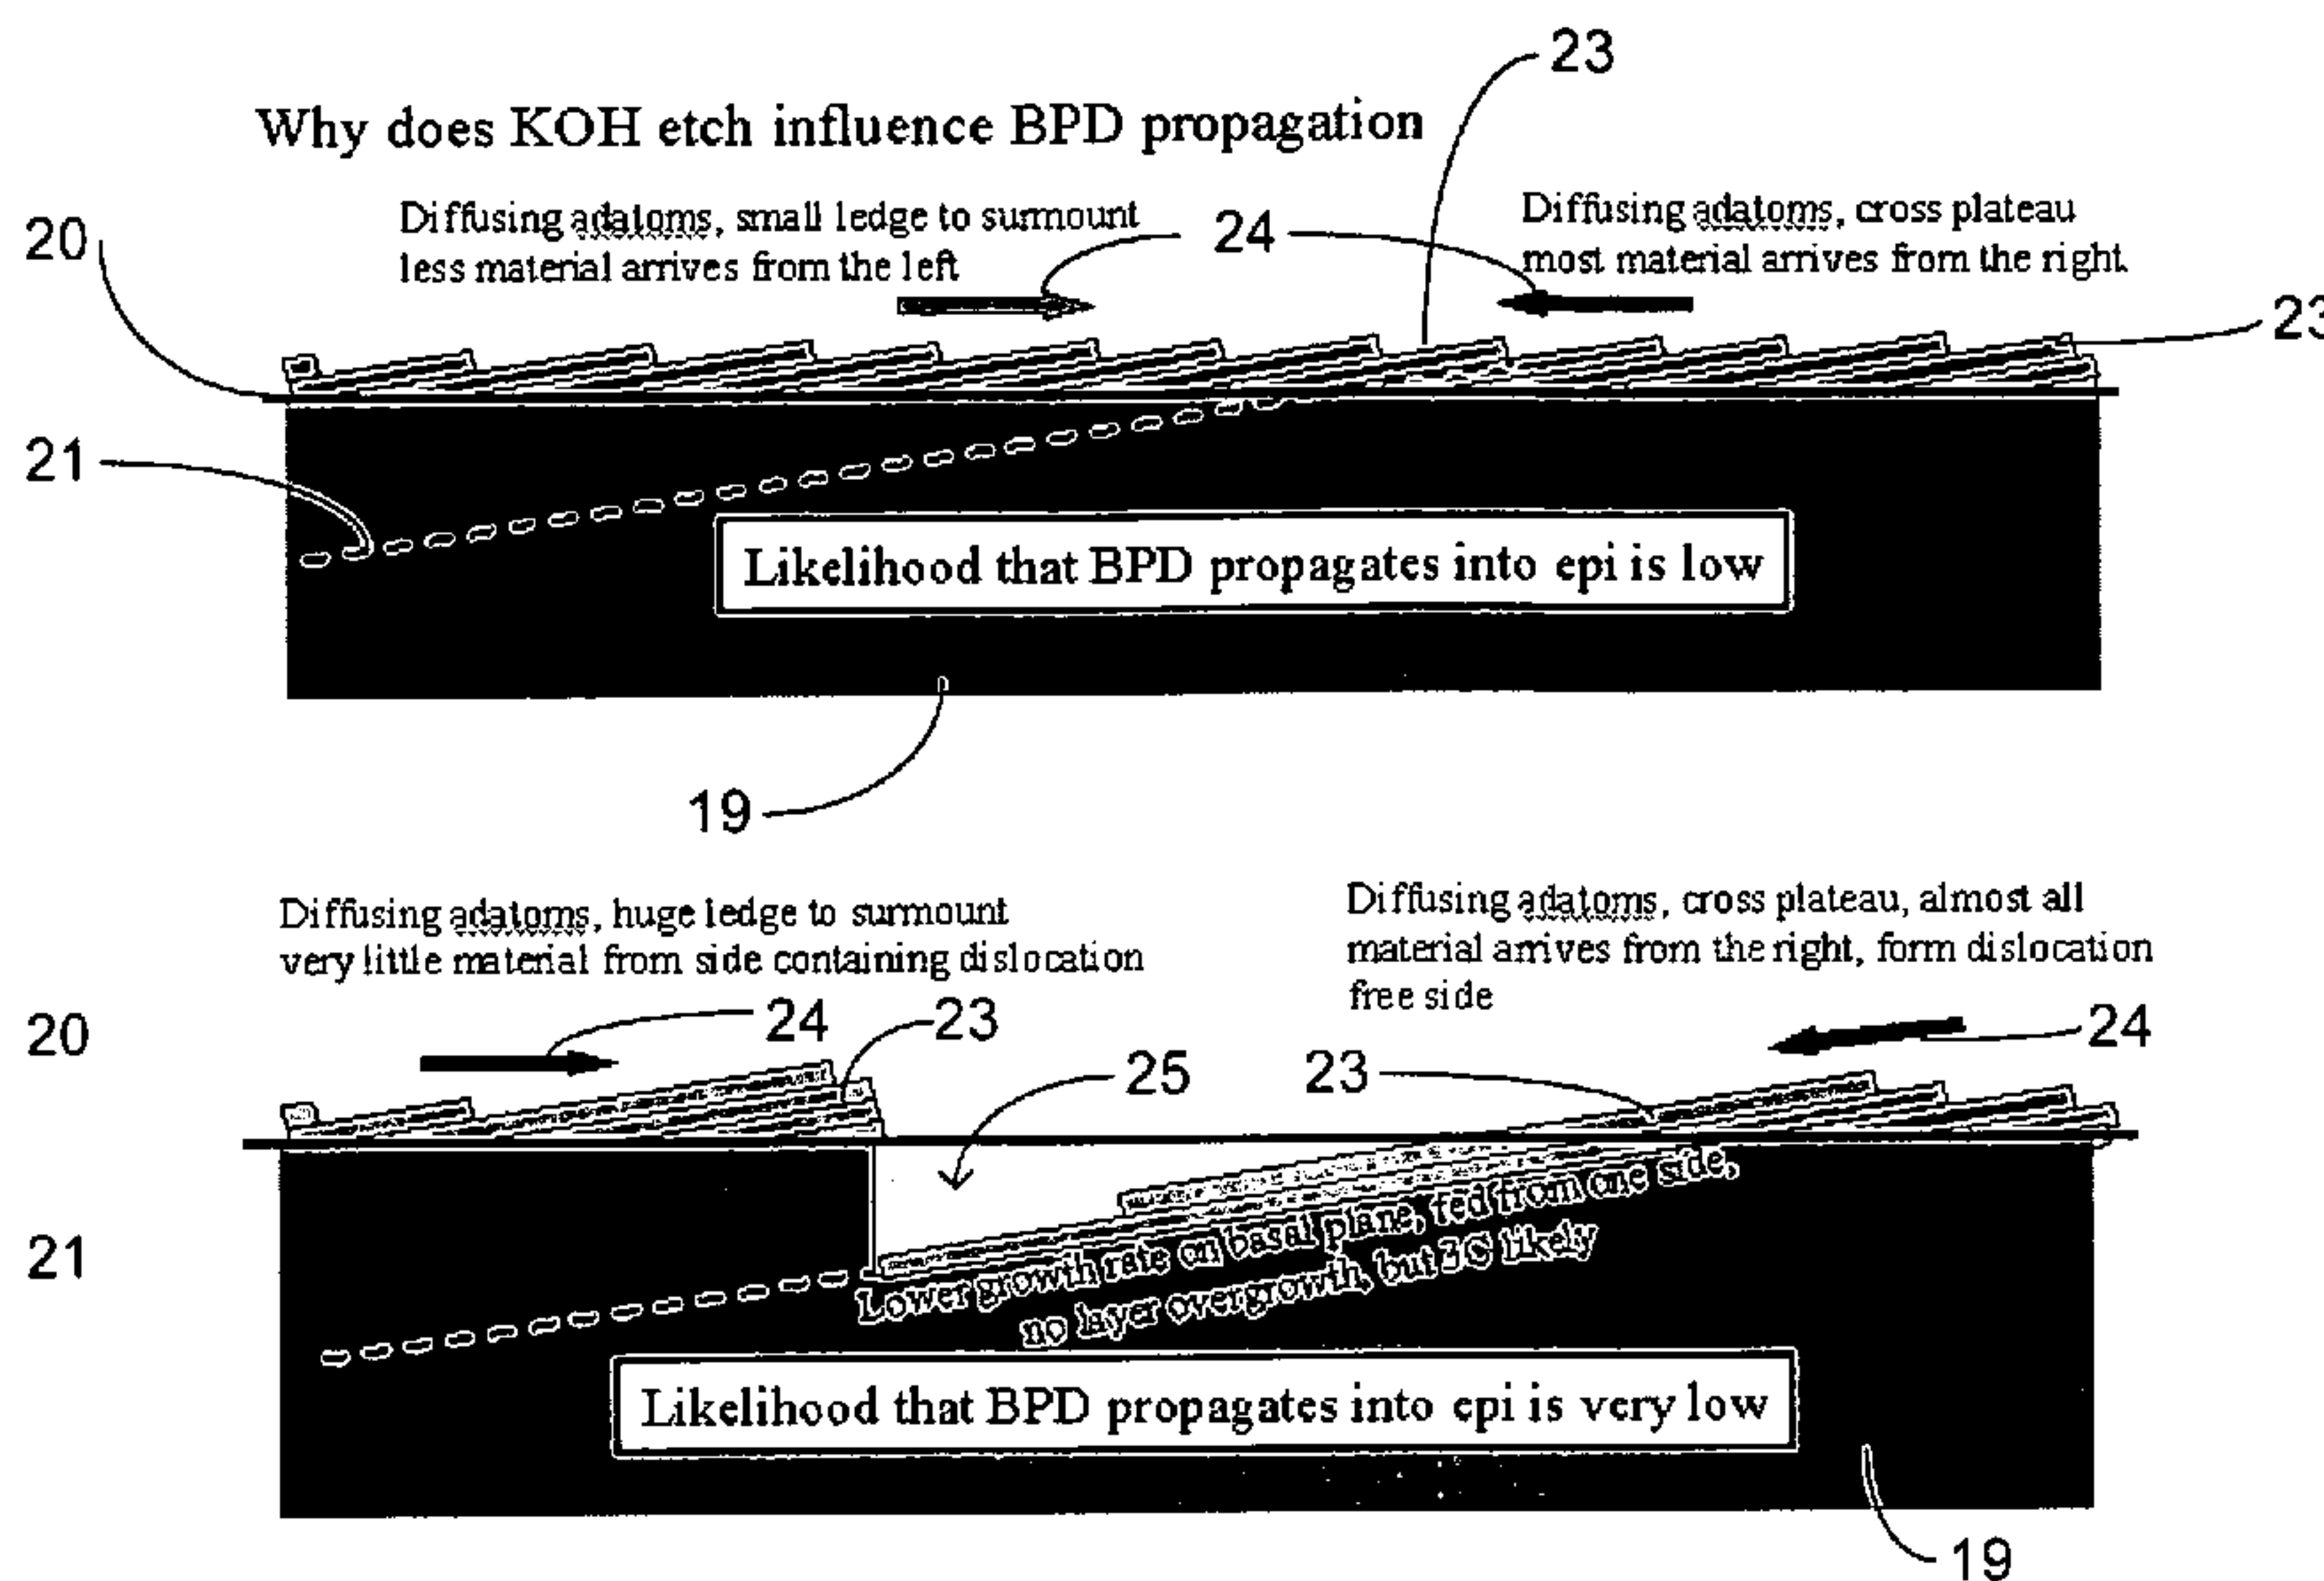 23
Why does KOH etch influence BPD propagation
Diffusing adatoms, small ledge to surmount
less material arrives from the left
24
Diffusing adatoms, cross plateau
most material arrives from the right
20
23
21
Likelihood that BPD propagates into epi is low
19
Diffusing adatoms, huge ledge to surmount
very little material from side containing dislocation
Diffusing adatoms, cross plateau, almost all
material arrives from the right, form dislocation
free side
20
24
23
25
23
24
21
Lower growth rate on basal plane, fed from one side,
no layer overgrowth, but 3C likely
Likelihood that BPD propagates into epi is very low
19